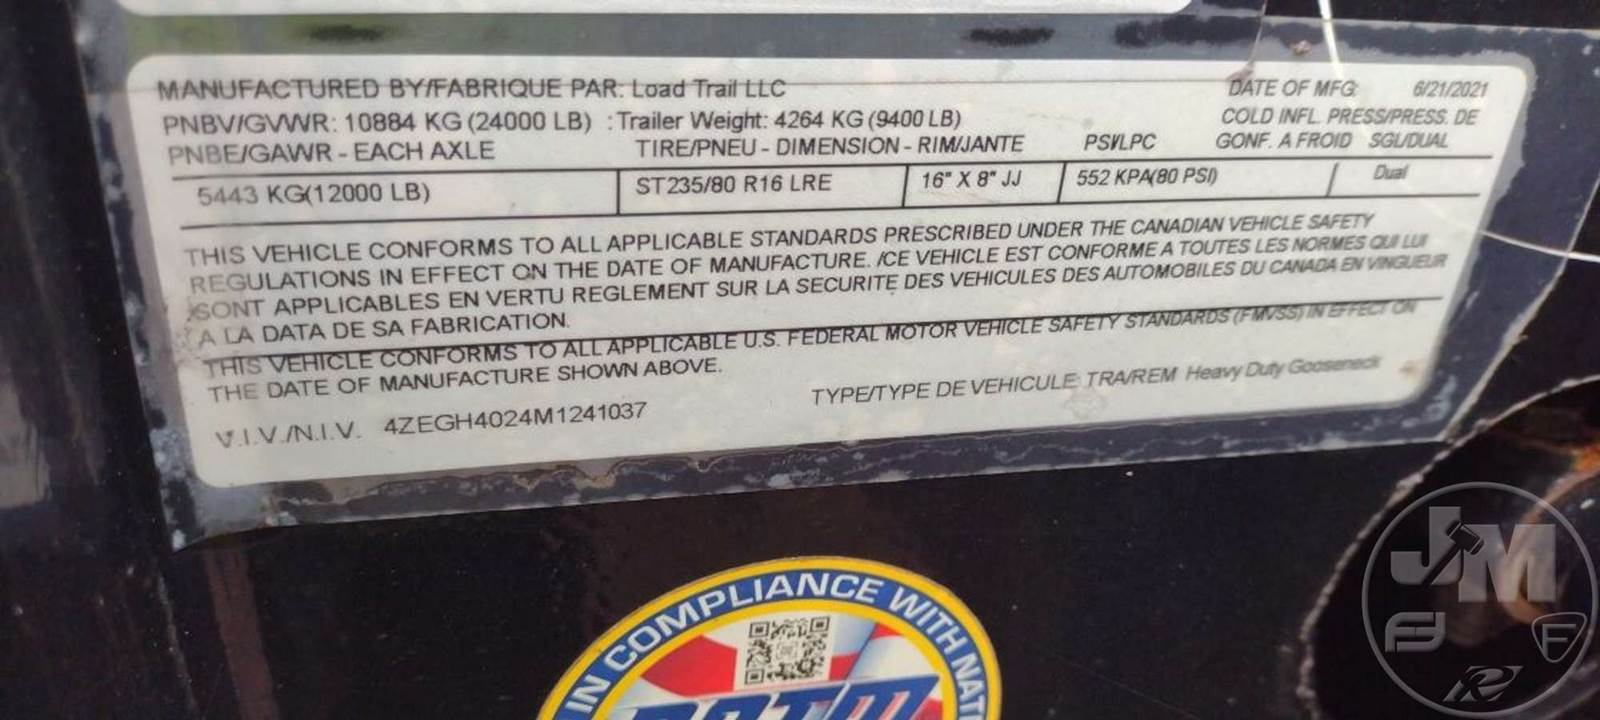 MANUFACTURED BY/FABRIQUE PAR: Load Trail LLC DATE OF MFG: 6/21/2021
PNBV/GVWR: 10884 KG (24000 LB) : Trailer Weight: 4264 KG (9400 LB) COLD INFL. PRESS/PRESS. DE
PNBE/GAWR - EACH AXLE TIRE/PNEU - DIMENSION - RIM/JANTE PSI/LPC GONF. A FROID SGL/DUAL
5443 KG(12000 LB) ST235/80 R16 LRE 16" X 8" JJ 552 KPA(80 PSI) Dual
THIS VEHICLE CONFORMS TO ALL APPLICABLE STANDARDS PRESCRIBED UNDER THE CANADIAN VEHICLE SAFETY
REGULATIONS IN EFFECT ON THE DATE OF MANUFACTURE. /CE VEHICLE EST CONFORME A TOUTES LES NORMES QUI LUI
SONT APPLICABLES EN VERTU REGLEMENT SUR LA SECURITE DES VEHICULES DES AUTOMOBILES DU CANADA EN VINGUEUR
A LA DATA DE SA FABRICATION.
THIS VEHICLE CONFORMS TO ALL APPLICABLE U.S. FEDERAL MOTOR VEHICLE SAFETY STANDARDS (FMVSS) IN EFFECT ON
THE DATE OF MANUFACTURE SHOWN ABOVE.
V.I.V./N.I.V. 4ZEGH4024M1241037 TYPE/TYPE DE VEHICULE: TRA/REM Heavy Duty Gooseneck
IN COMPLIANCE WITH
JM
F